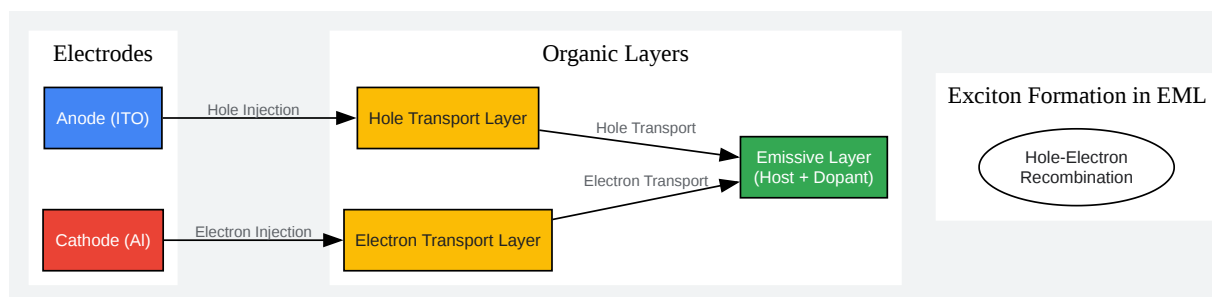 Electrodes
Organic Layers
Exciton Formation in EML
Anode (ITO)
Hole Injection
Hole Transport Layer
Hole Transport
Emissive Layer
(Host + Dopant)
Hole-Electron
Recombination
Electron Transport
Cathode (Al)
Electron Injection
Electron Transport Layer